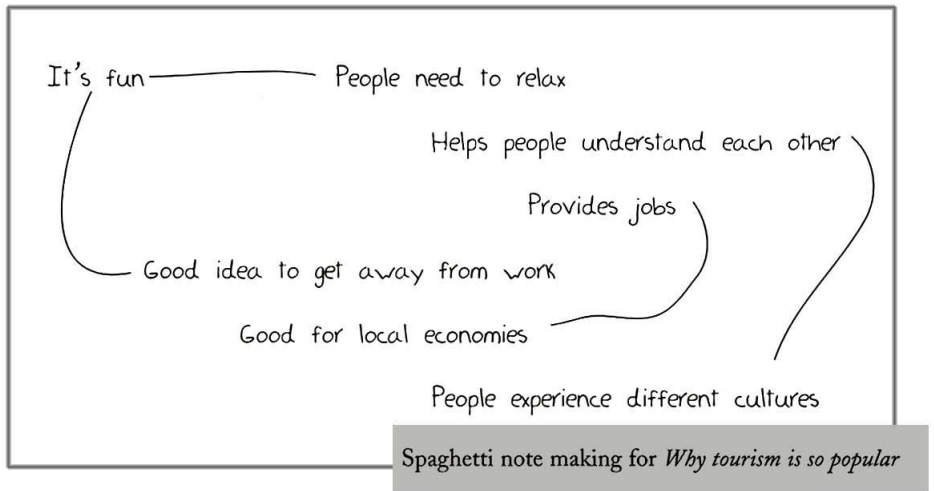 It's fun
People need to relax
Helps people understand each other
Provides jobs
Good idea to get away from work
Good for local economies
People experience different cultures
Spaghetti note making for Why tourism is so popular